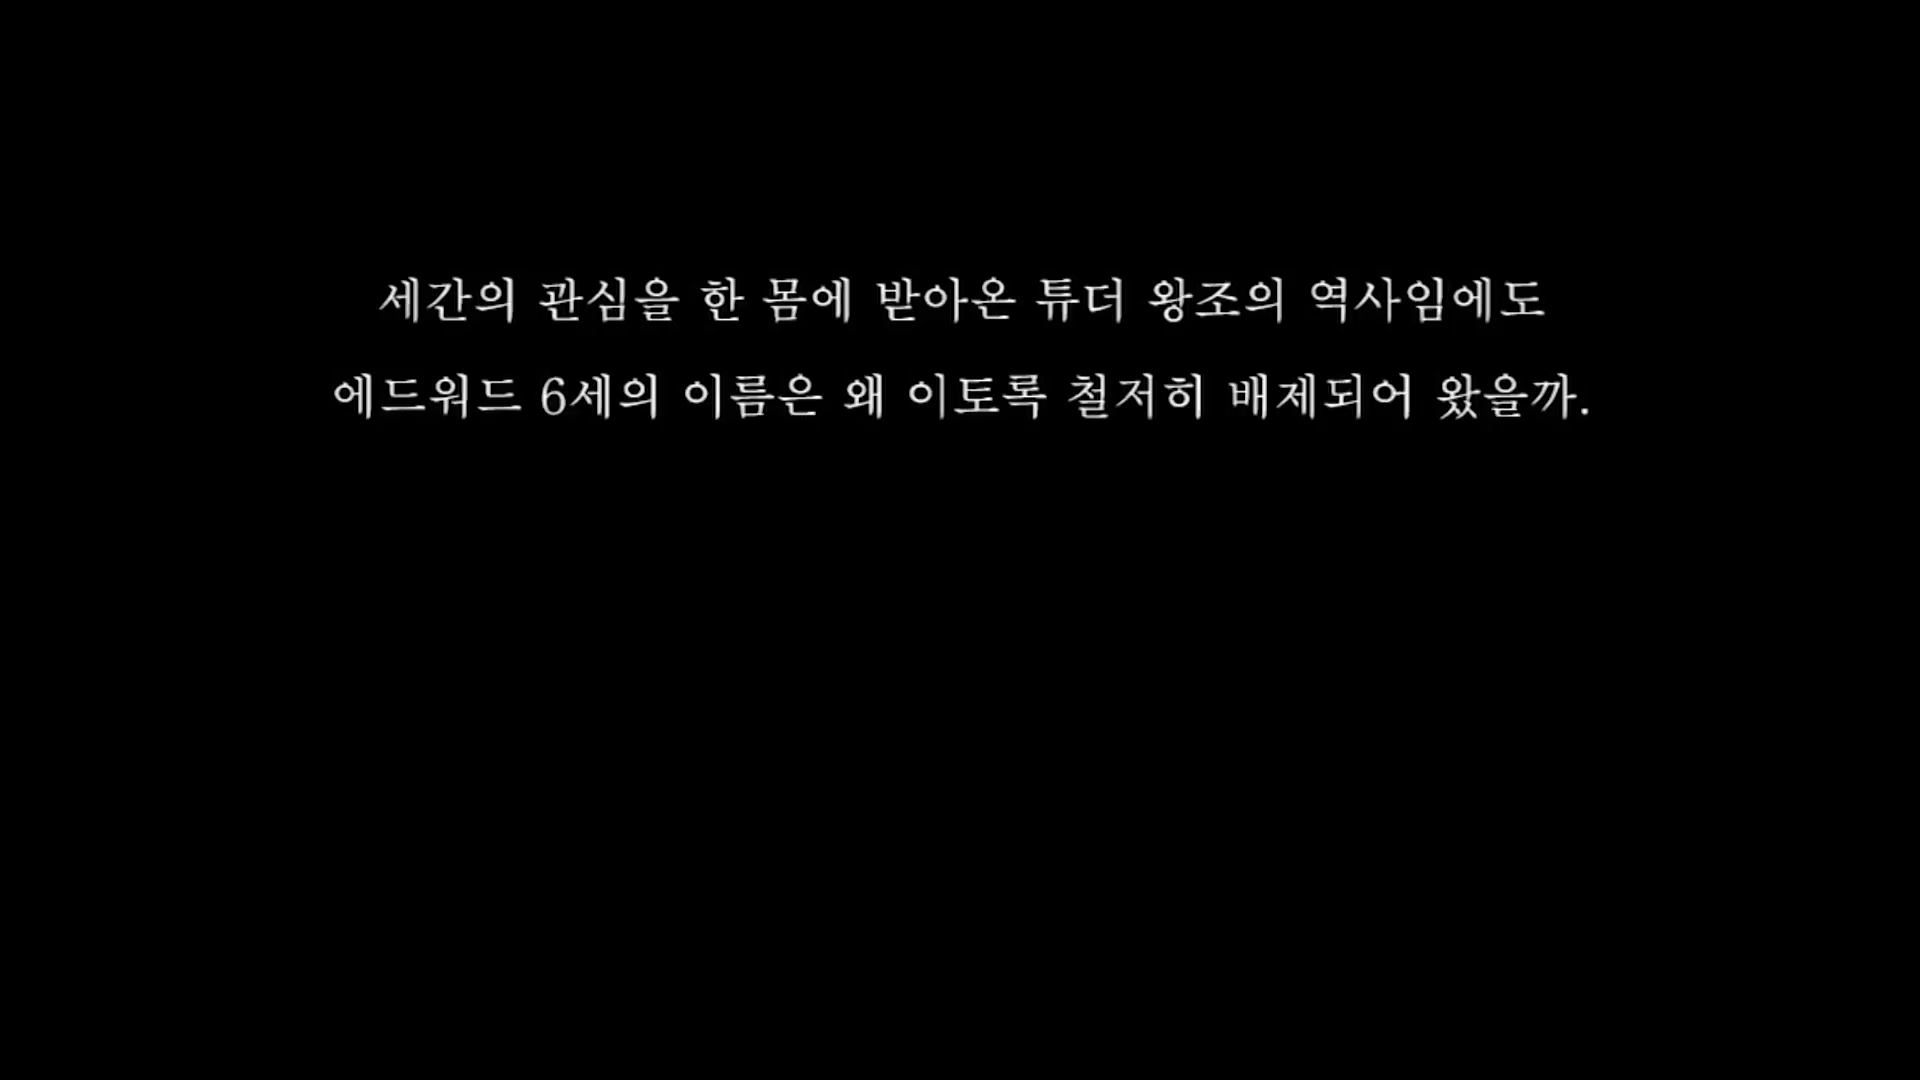 세간의 관심을 한 몸에 받아온 튜더 왕조의 역사임에도
에드워드 6세의 이름은 왜 이토록 철저히 배제되어 왔을까.